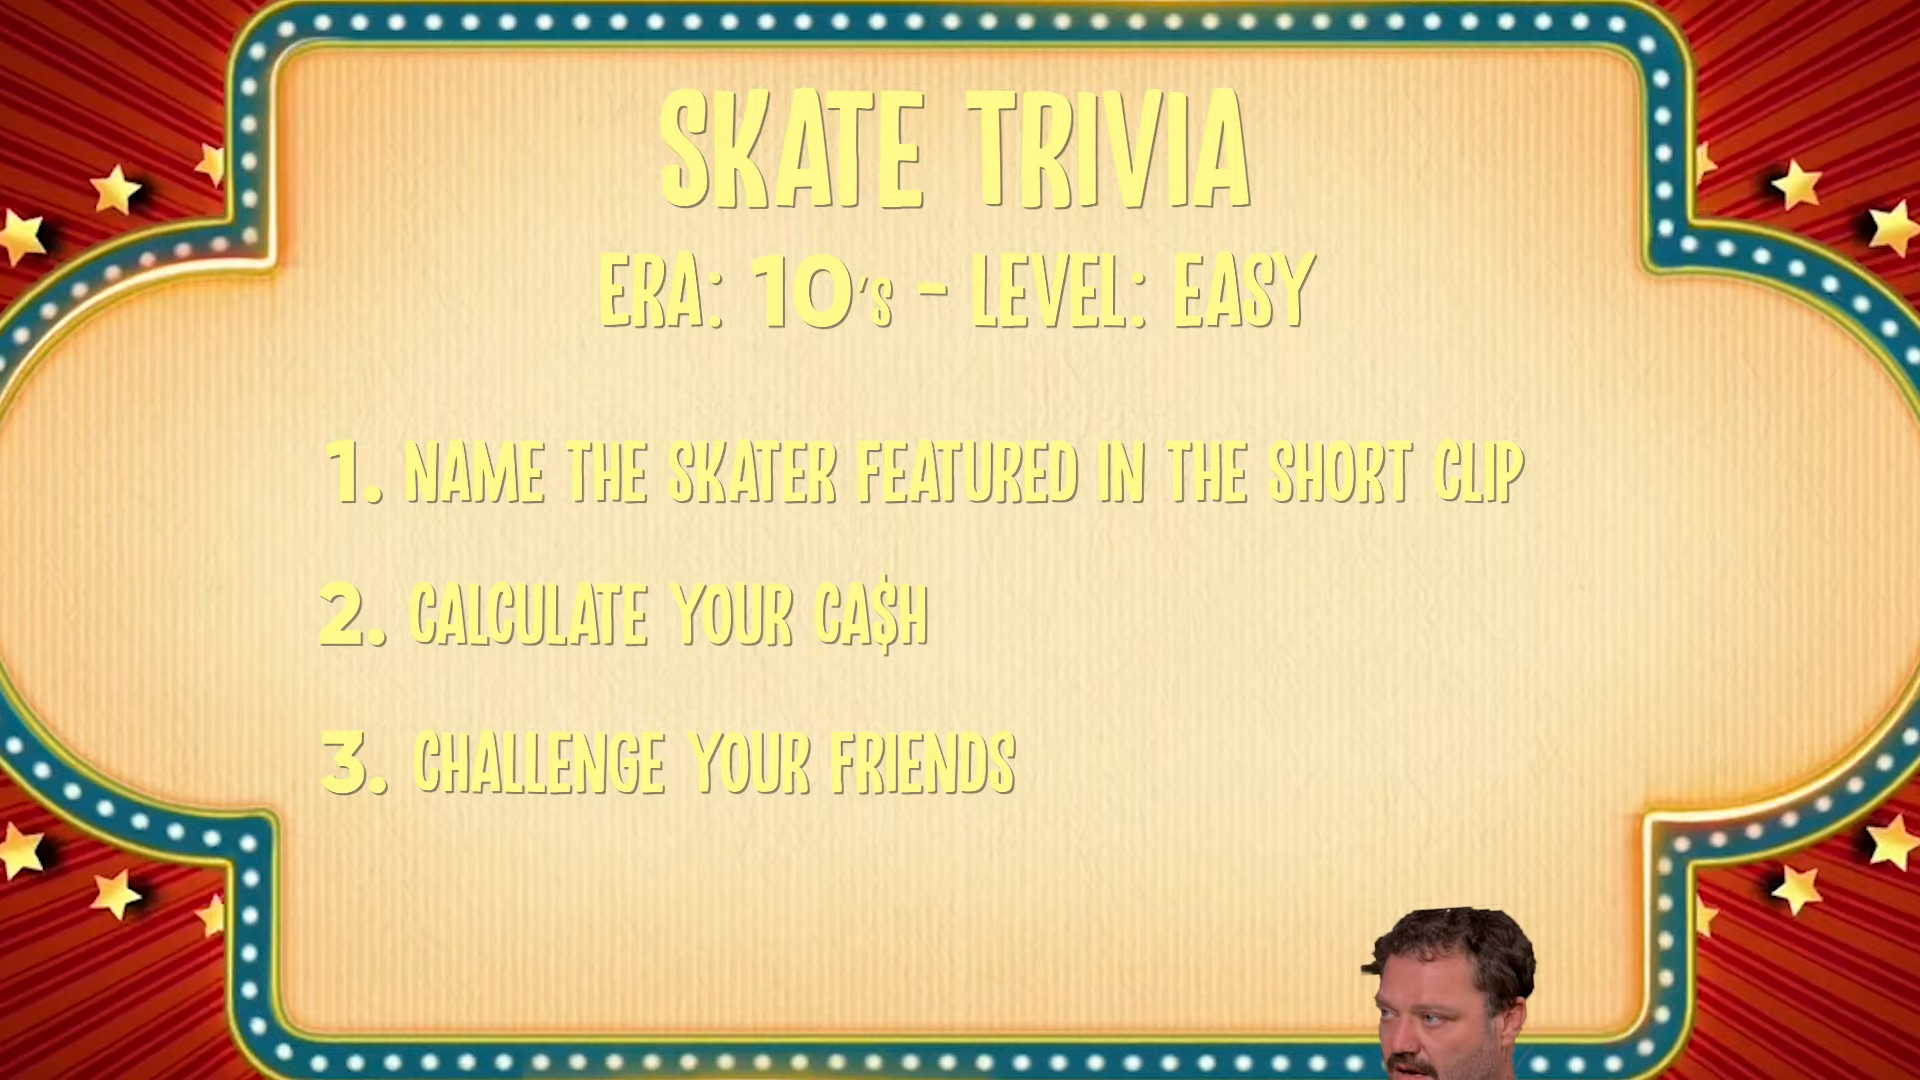 SKATE TRIVIA
ERA: 10's - LEVEL: EASY
1. NAME THE SKATER FEATURED IN THE SHORT CLIP
2. CALCULATE YOUR CA$H
3. CHALLENGE YOUR FRIENDS